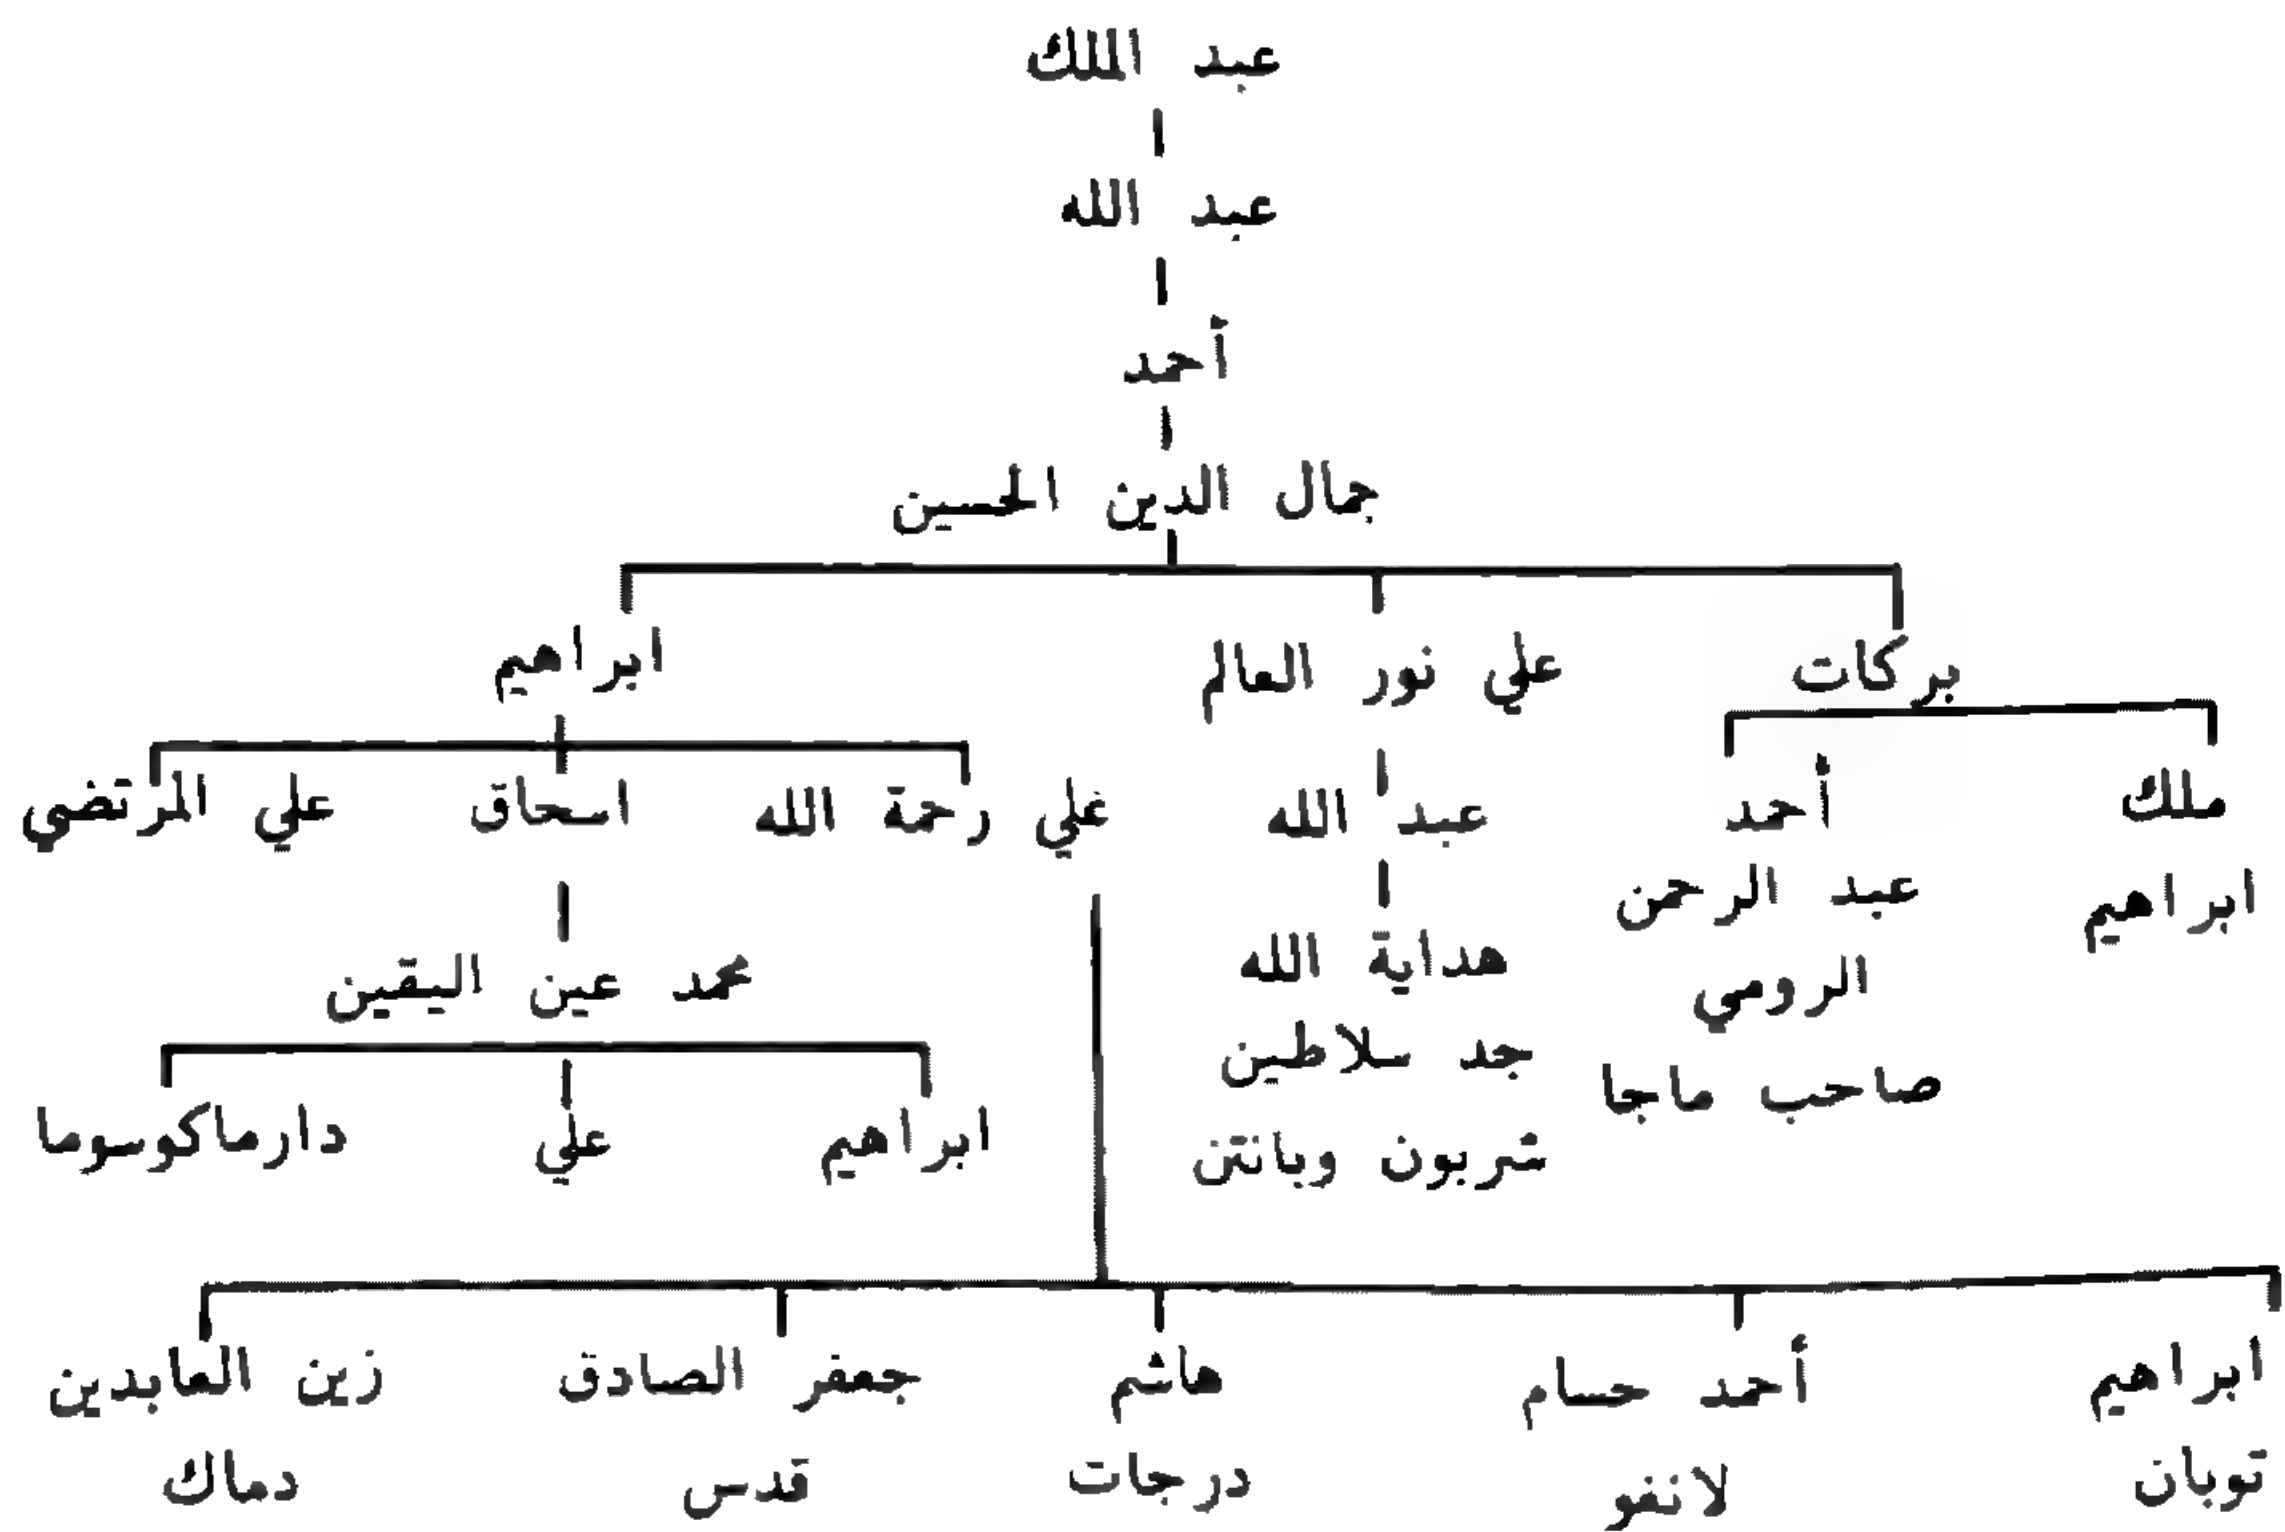 عبد الملك
عبد الله
أحمد
جمال الدين الحسين
بركات
علي نور العالم
ابراهيم
ملك
ابراهيم
أحمد
عبد الرحمن
الرومي
صاحب ماجا
عبد الله
هداية الله
جد سلاطين
شربون وبانتن
علي رحمة الله
اسحاق
علي المرتضي
محمد عين اليقين
ابراهيم
علي
دارماكوسوما
ابراهيم
توبان
أحمد حسام
لانفو
هاشم
درجات
جعفر الصادق
قدس
زين العابدين
دماك